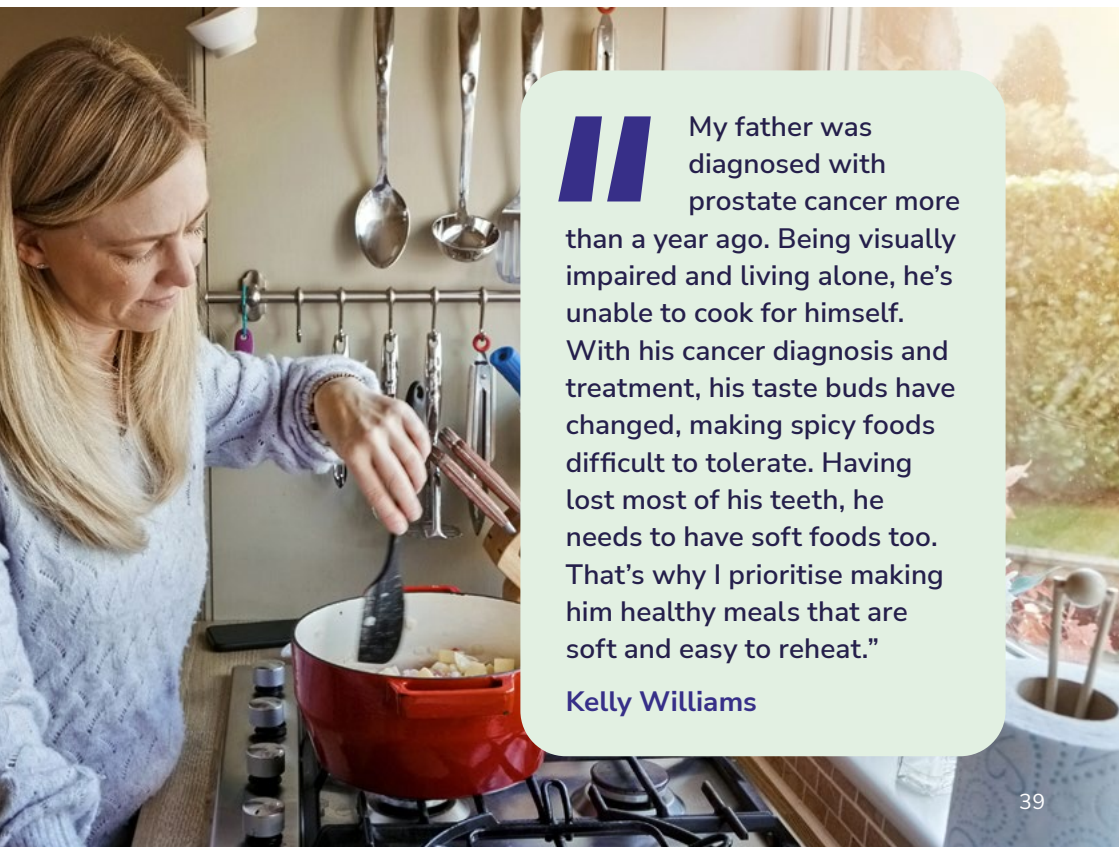 " My father was
diagnosed with
prostate cancer more
than a year ago. Being visually
impaired and living alone, he’s
unable to cook for himself.
With his cancer diagnosis and
treatment, his taste buds have
changed, making spicy foods
difficult to tolerate. Having
lost most of his teeth, he
needs to have soft foods too.
That’s why I prioritise making
him healthy meals that are
soft and easy to reheat.”
Kelly Williams
39